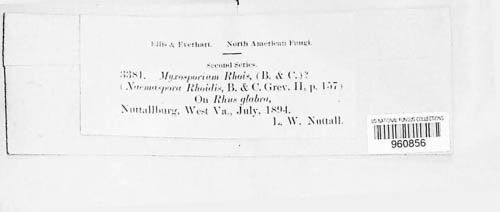 Ellis & Everhart. North American Fungi.
Second Series.
3381. Myxosporium Rhois, (B. & C.)?
(Naemaspora Rhoidis, B. & C. Grev. II, p. 157)
On Rhus glabra,
Nuttallburg, West Va., July, 1894.
L. W. Nuttall.
US NATIONAL FUNGUS COLLECTIONS
960856